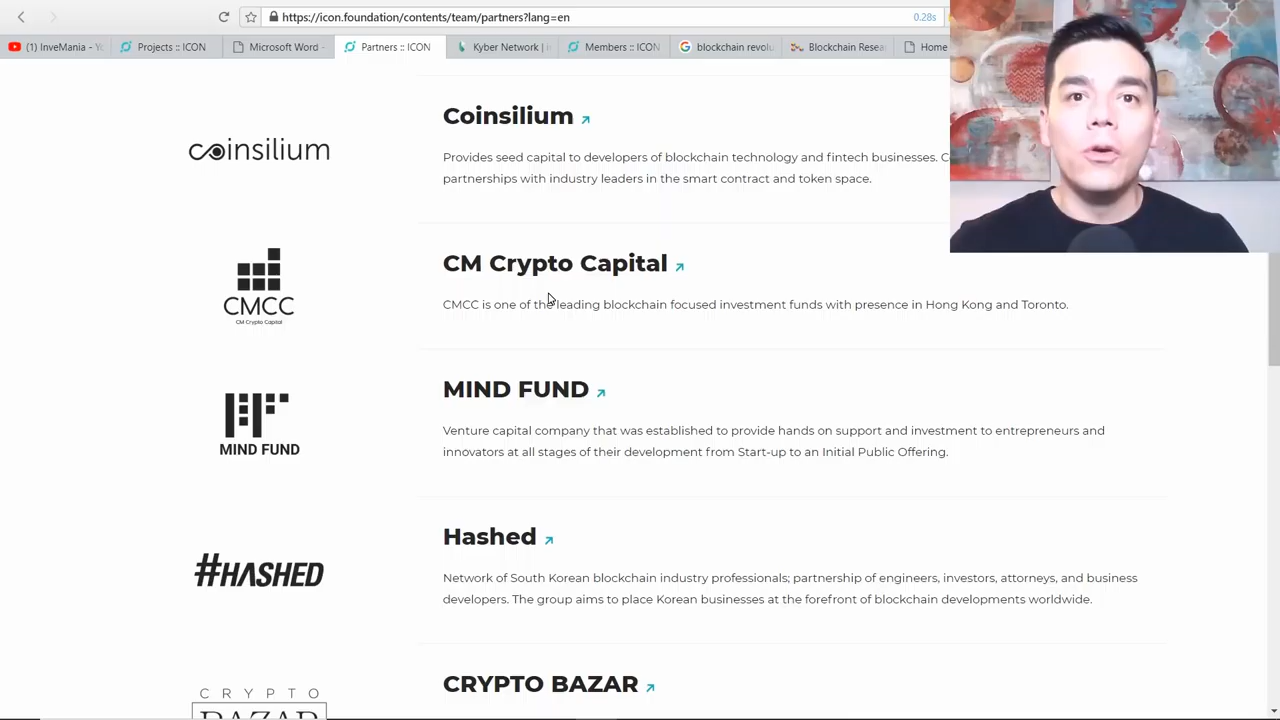 https://icon.foundation/contents/team/partners?lang=en
0.28s
(1) InveMania - Yo
Projects :: ICON
Microsoft Word -
Partners :: ICON
Kyber Network | i
Members :: ICON
blockchain revolu
Blockchain Resea
Home
coinsilium
Coinsilium
Provides seed capital to developers of blockchain technology and fintech businesses.
partnerships with industry leaders in the smart contract and token space.
CMCC
CM Crypto Capital
CM Crypto Capital
CMCC is one of the leading blockchain focused investment funds with presence in Hong Kong and Toronto.
MIND FUND
MIND FUND
Venture capital company that was established to provide hands on support and investment to entrepreneurs and
innovators at all stages of their development from Start-up to an Initial Public Offering.
#HASHED
Hashed
Network of South Korean blockchain industry professionals; partnership of engineers, investors, attorneys, and business
developers. The group aims to place Korean businesses at the forefront of blockchain developments worldwide.
CRYPTO
BAZAR
CRYPTO BAZAR